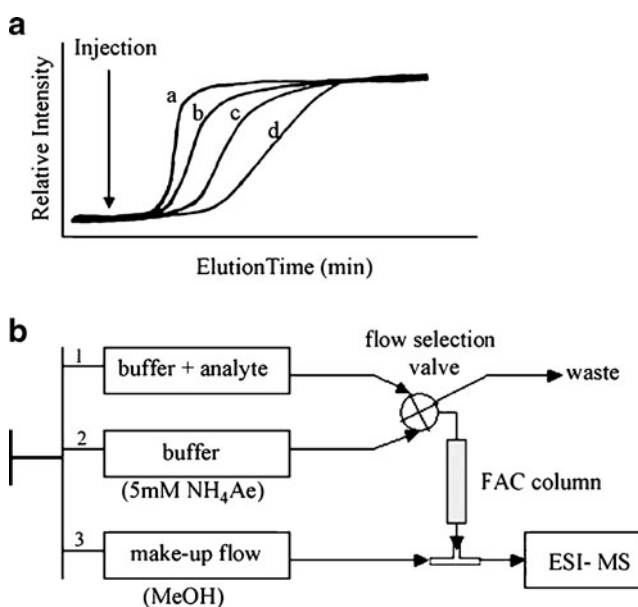 a
Injection
a
b
c
d
Relative Intensity
ElutionTime (min)
b
1
buffer + analyte
flow selection
valve
waste
2
buffer
(5mM NH₄Ae)
FAC column
3
make-up flow
(MeOH)
ESI- MS